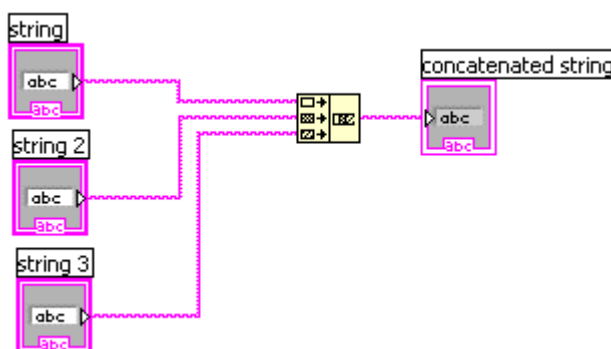 string
abc
abc
string 2
abc
abc
string 3
abc
abc
concatenated string
abc
abc